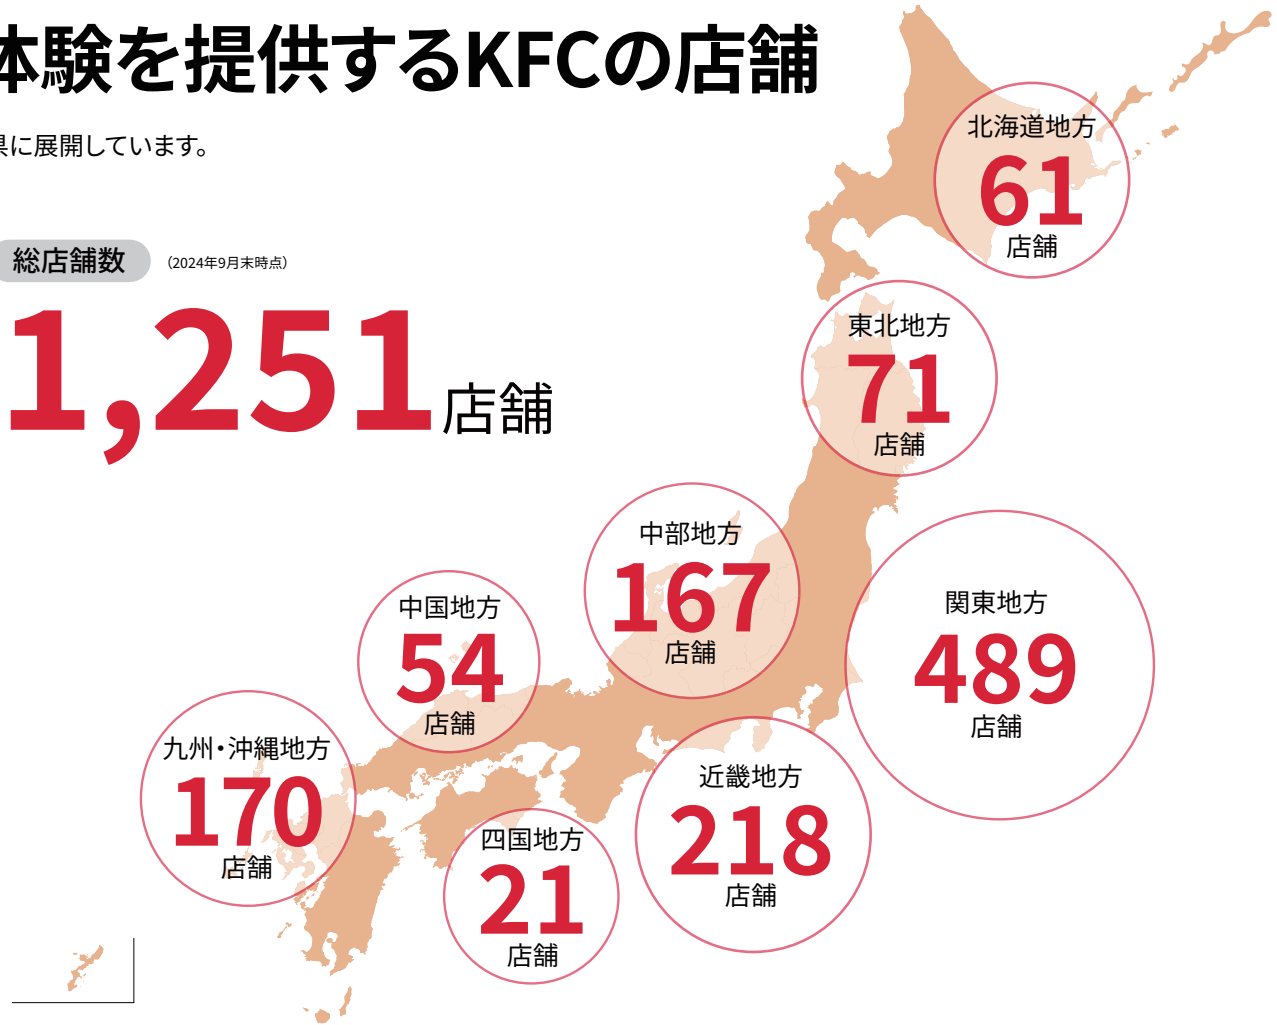 体験を提供するKFCの店舗
県に展開しています。
総店舗数
（2024年9月末時点）
1,251店舗
北海道地方
61
店舗
東北地方
71
店舗
中部地方
167
店舗
関東地方
489
店舗
中国地方
54
店舗
九州・沖縄地方
170
店舗
近畿地方
218
店舗
四国地方
21
店舗